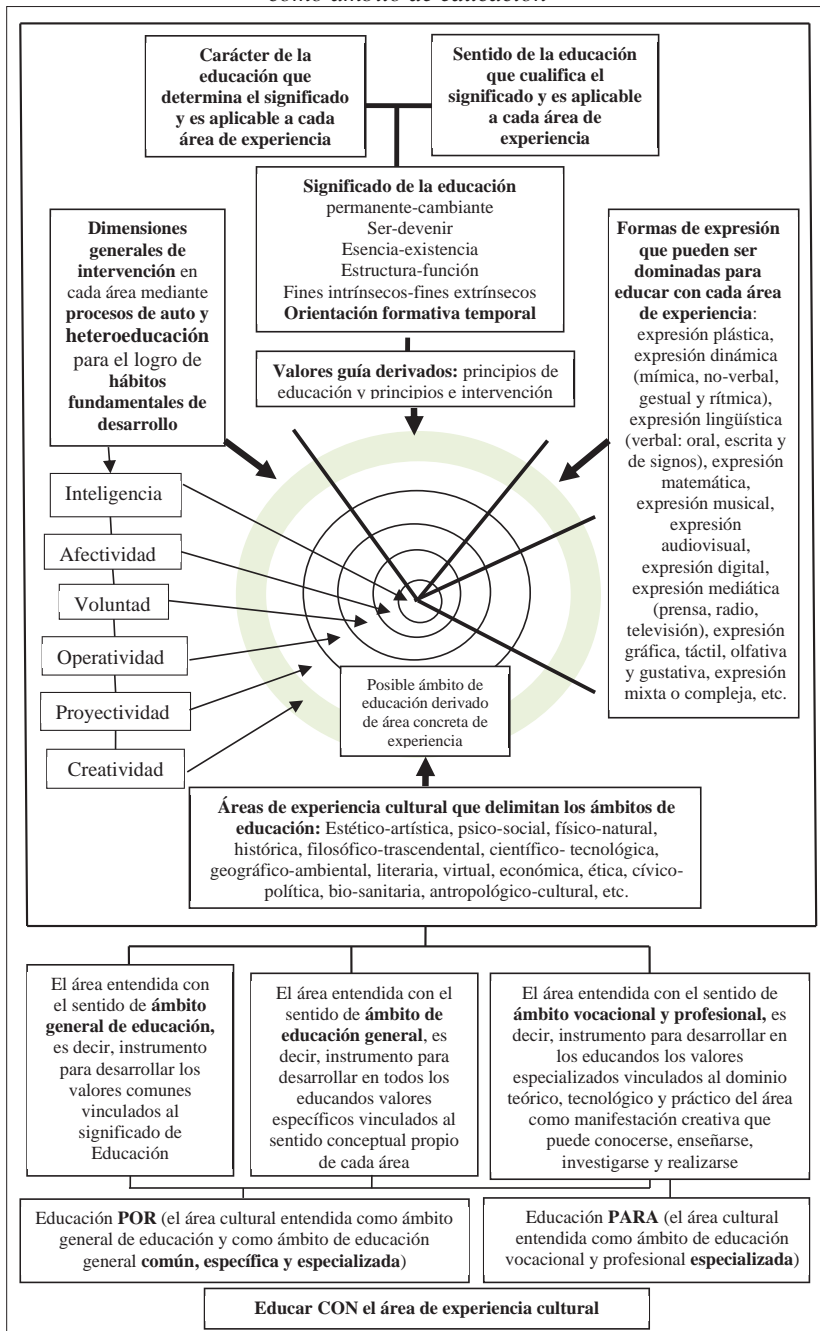 como ámbito de educación
Carácter de la
educación que
determina el significado
y es aplicable a cada
área de experiencia
Sentido de la educación
que cualifica el
significado y es aplicable
a cada área de
experiencia
Significado de la educación
permanente-cambiante
Ser-devenir
Esencia-existencia
Estructura-función
Fines intrínsecos-fines extrínsecos
Orientación formativa temporal
Dimensiones
generales de
intervención en
cada área mediante
procesos de auto y
heteroeducación
para el logro de
hábitos
fundamentales de
desarrollo
Formas de expresión
que pueden ser
dominadas para
educar con cada área
de experiencia:
expresión plástica,
expresión dinámica
(mímica, no-verbal,
gestual y rítmica),
expresión lingüística
(verbal: oral, escrita y
de signos), expresión
matemática,
expresión musical,
expresión
audiovisual,
expresión digital,
expresión mediática
(prensa, radio,
televisión), expresión
gráfica, táctil, olfativa
y gustativa, expresión
mixta o compleja, etc.
Valores guía derivados: principios de
educación y principios e intervención
Inteligencia
Afectividad
Voluntad
Operatividad
Proyectividad
Creatividad
Posible ámbito de
educación derivado
de área concreta de
experiencia
Áreas de experiencia cultural que delimitan los ámbitos de
educación: Estético-artística, psico-social, físico-natural,
histórica, filosófico-trascendental, científico- tecnológica,
geográfico-ambiental, literaria, virtual, económica, ética, cívico-
política, bio-sanitaria, antropológico-cultural, etc.
El área entendida con
el sentido de ámbito
general de educación,
es decir, instrumento
para desarrollar los
valores comunes
vinculados al
significado de
Educación
El área entendida con el
sentido de ámbito de
educación general, es
decir, instrumento para
desarrollar en todos los
educandos valores
específicos vinculados al
sentido conceptual propio
de cada área
El área entendida con el sentido de
ámbito vocacional y profesional, es
decir, instrumento para desarrollar en
los educandos los valores
especializados vinculados al dominio
teórico, tecnológico y práctico del área
como manifestación creativa que
puede conocerse, enseñarse,
investigarse y realizarse
Educación POR (el área cultural entendida como ámbito
general de educación y como ámbito de educación
general común, específica y especializada)
Educación PARA (el área cultural
entendida como ámbito de educación
vocacional y profesional especializada)
Educar CON el área de experiencia cultural